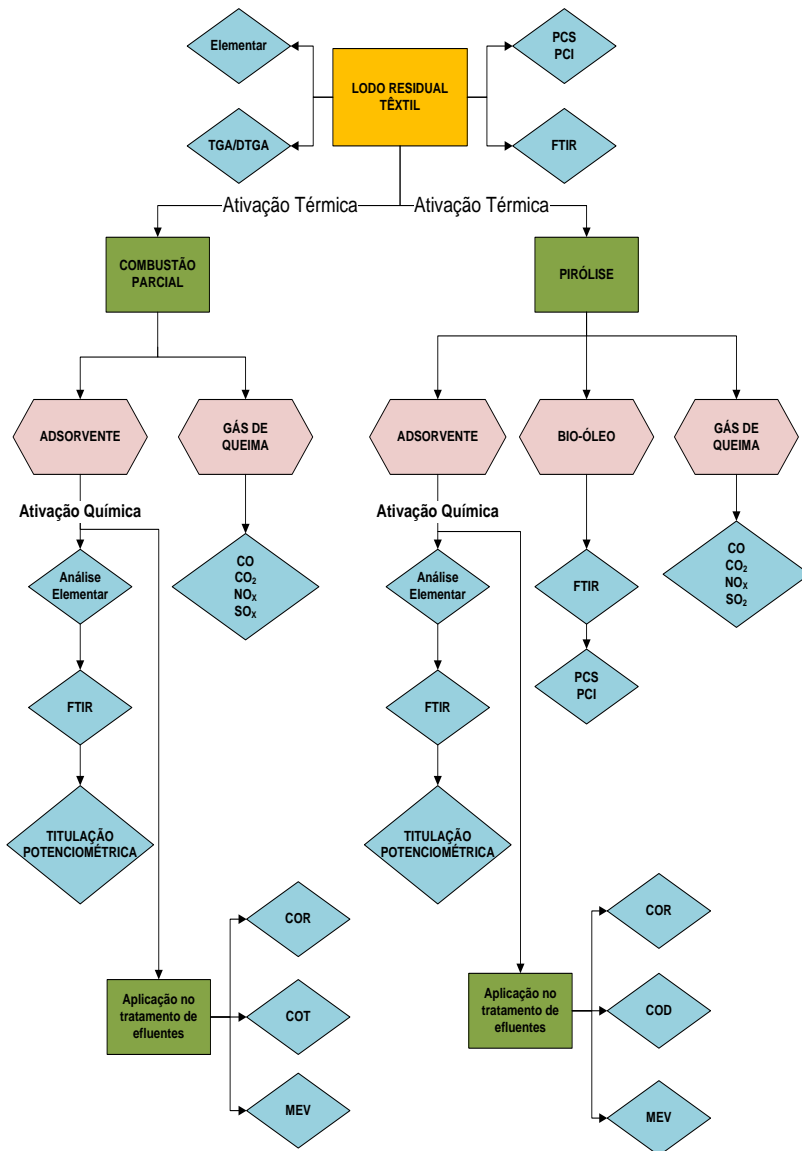 Elementar
LODO RESIDUAL
TÊXTIL
PCS
PCI
TGA/DTGA
FTIR
Ativação Térmica
Ativação Térmica
COMBUSTÃO
PARCIAL
PIRÓLISE
ADSORVENTE
GÁS DE
QUEIMA
ADSORVENTE
BIO-ÓLEO
GÁS DE
QUEIMA
Ativação Química
Ativação Química
Análise
Elementar
CO
CO₂
NOX
SOX
Análise
Elementar
FTIR
CO
CO₂
NOX
SO₂
FTIR
FTIR
PCS
PCI
TITULAÇÃO
POTENCIOMÉTRICA
TITULAÇÃO
POTENCIOMÉTRICA
Aplicação no
tratamento de
efluentes
COR
COT
MEV
Aplicação no
tratamento de
efluentes
COR
COD
MEV